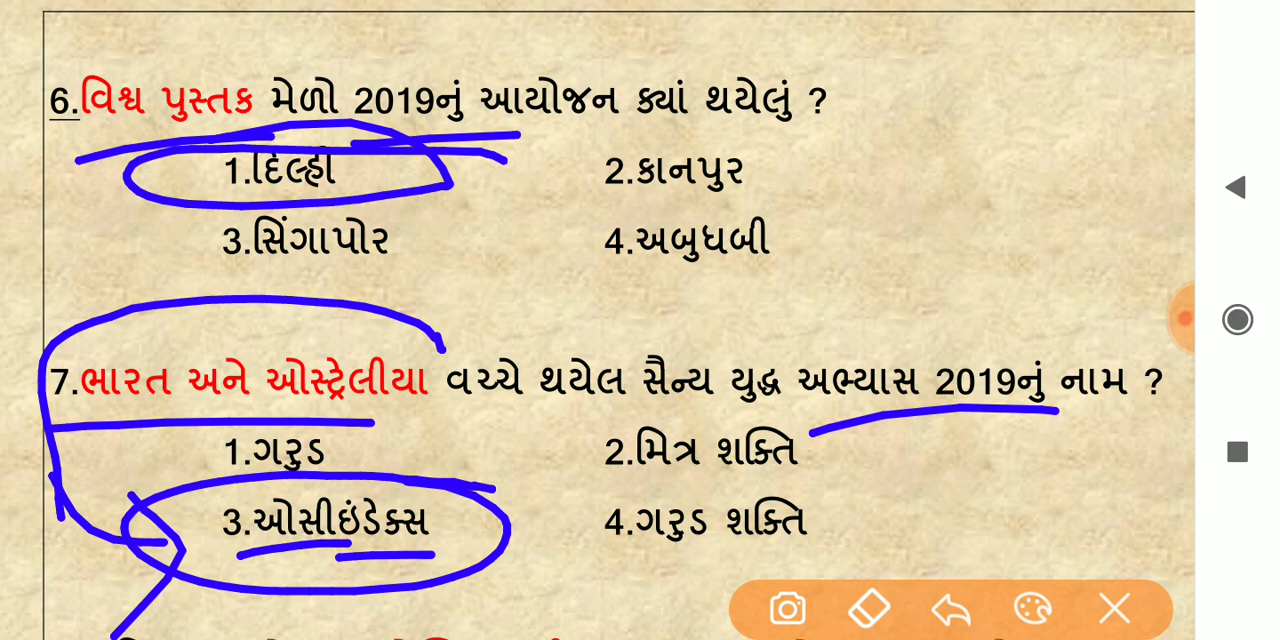 6.વિશ્વ પુસ્તક મેળો 2019નું આયોજન ક્યાં થયેલું ?
1.દિલ્હી 2.કાનપુર
3.સિંગાપોર 4.અબુધબી
7.ભારત અને ઓસ્ટ્રેલીયા વચ્ચે થયેલ સૈન્ય યુદ્ધ અભ્યાસ 2019નું નામ ?
1.ગરુડ 2.મિત્ર શક્તિ
3.ઓસીઇંડેક્સ 4.ગરુડ શક્તિ